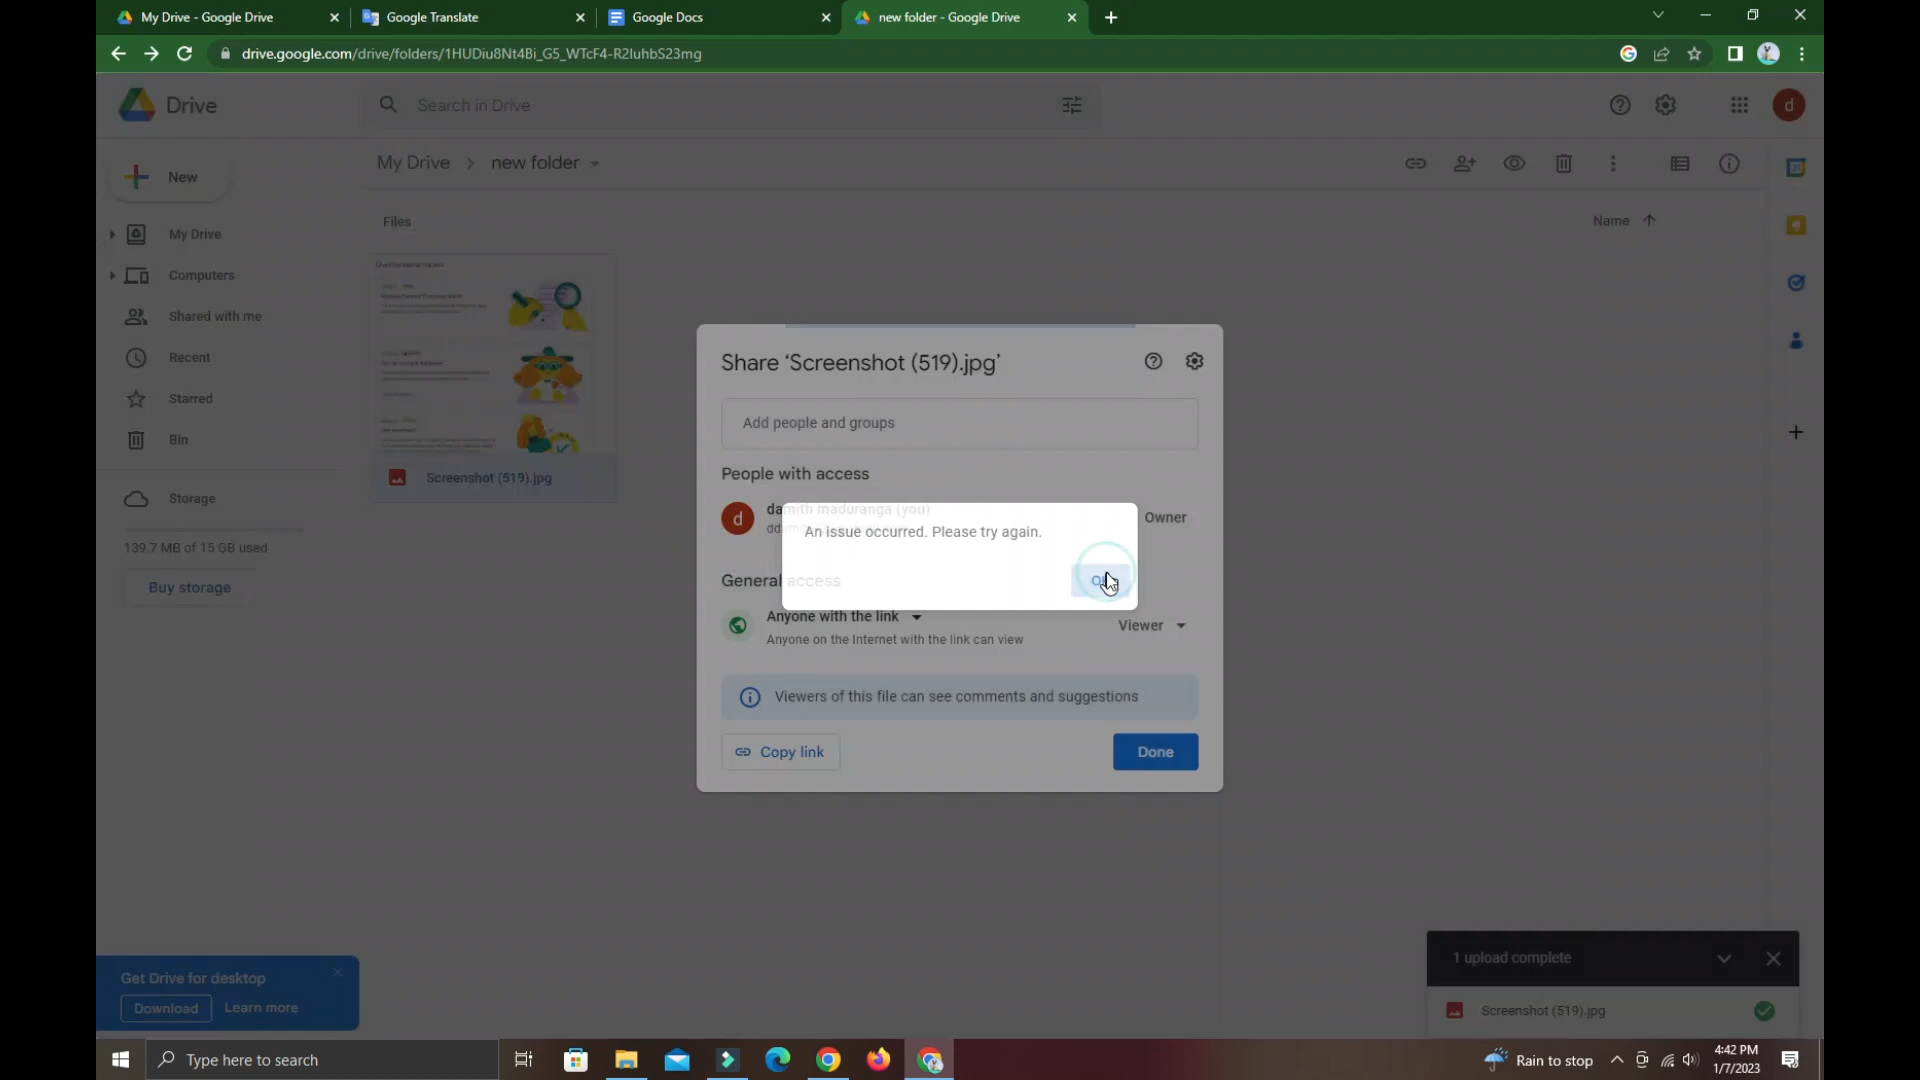 My Drive - Google Drive
Google Translate
Google Docs
new folder - Google Drive
drive.google.com/drive/folders/1HUDiu8Nt4Bi_G5_WTcF4-R2IuhbS23mg
Drive
Search in Drive
New
My Drive > new folder
Files
Name
My Drive
Computers
Shared with me
Recent
Starred
Bin
Storage
139.7 MB of 15 GB used
Buy storage
Screenshot (519).jpg
Share ‘Screenshot (519).jpg’
Add people and groups
People with access
d
damith maduranga (you)
Owner
An issue occurred. Please try again.
General access
Anyone with the link
Anyone on the Internet with the link can view
Viewer
Viewers of this file can see comments and suggestions
Copy link
Done
Get Drive for desktop
Download
Learn more
1 upload complete
Screenshot (519).jpg
Type here to search
Rain to stop
4:42 PM
1/7/2023